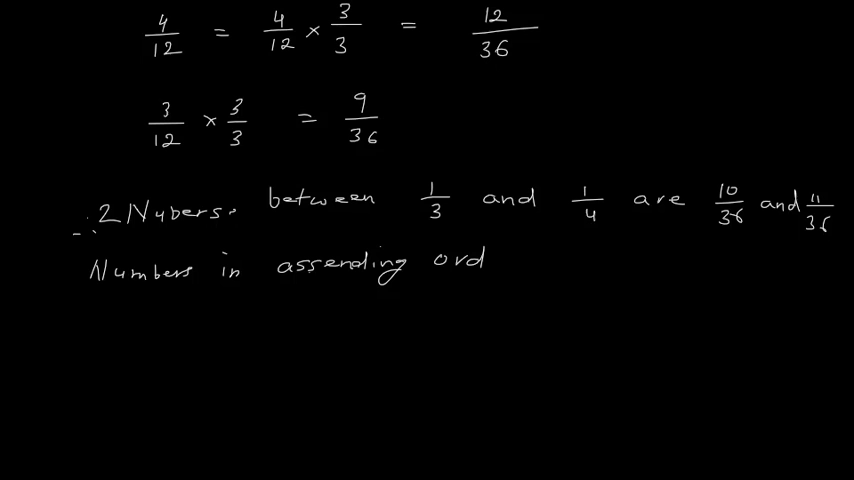 4/12 = 4/12 × 3/3 = 12/36
3/12 × 3/3 = 9/36
∴ 2 Nubers. between 1/3 and 1/4 are 10/36 and 11/36
Numbers in assending ord